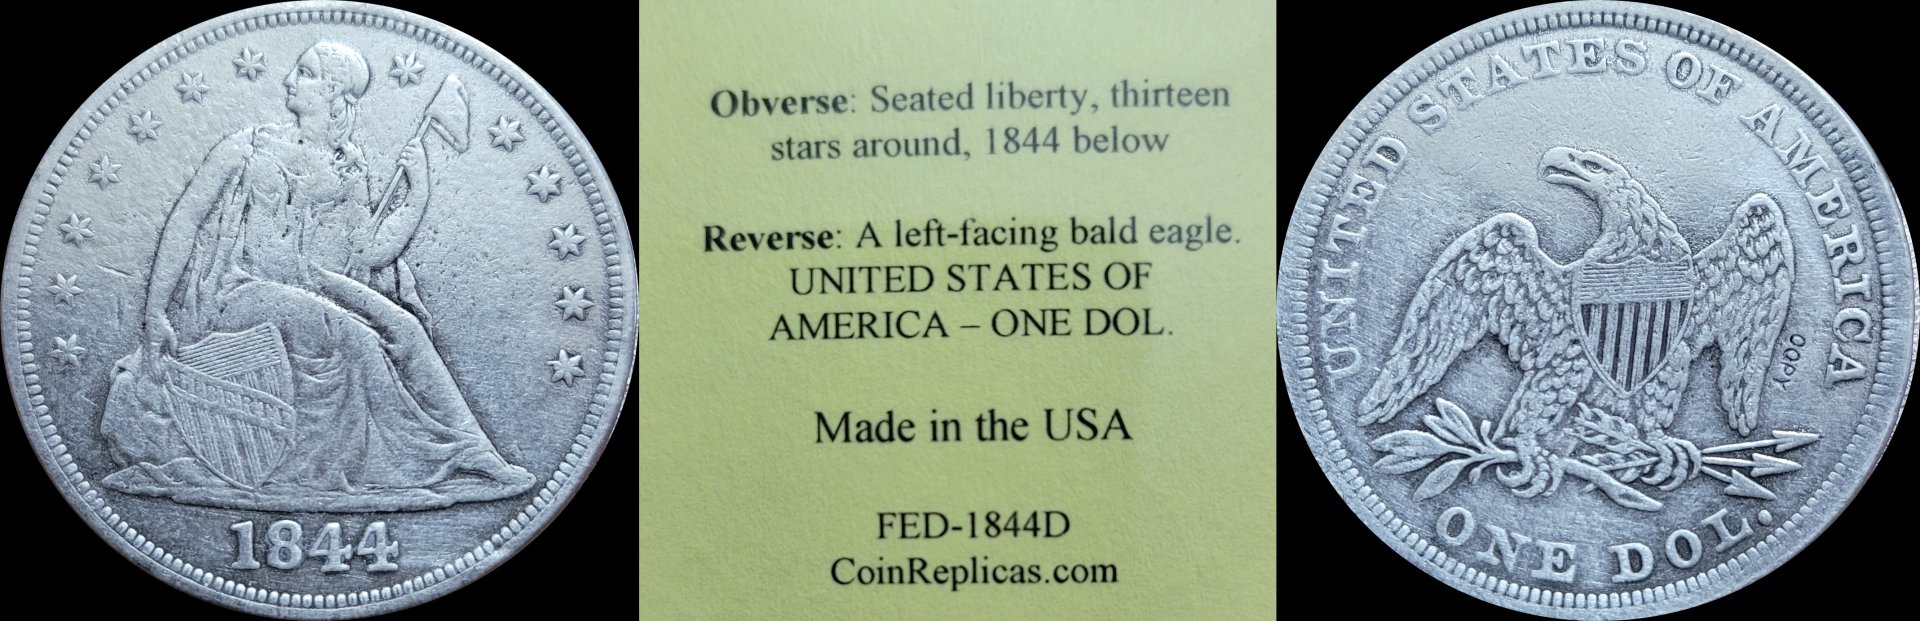 LIBERTY
1844
Obverse: Seated liberty, thirteen
stars around, 1844 below
Reverse: A left-facing bald eagle.
UNITED STATES OF
AMERICA – ONE DOL.
Made in the USA
FED-1844D
CoinReplicas.com
UNITED STATES OF AMERICA
COPY
ONE DOL.